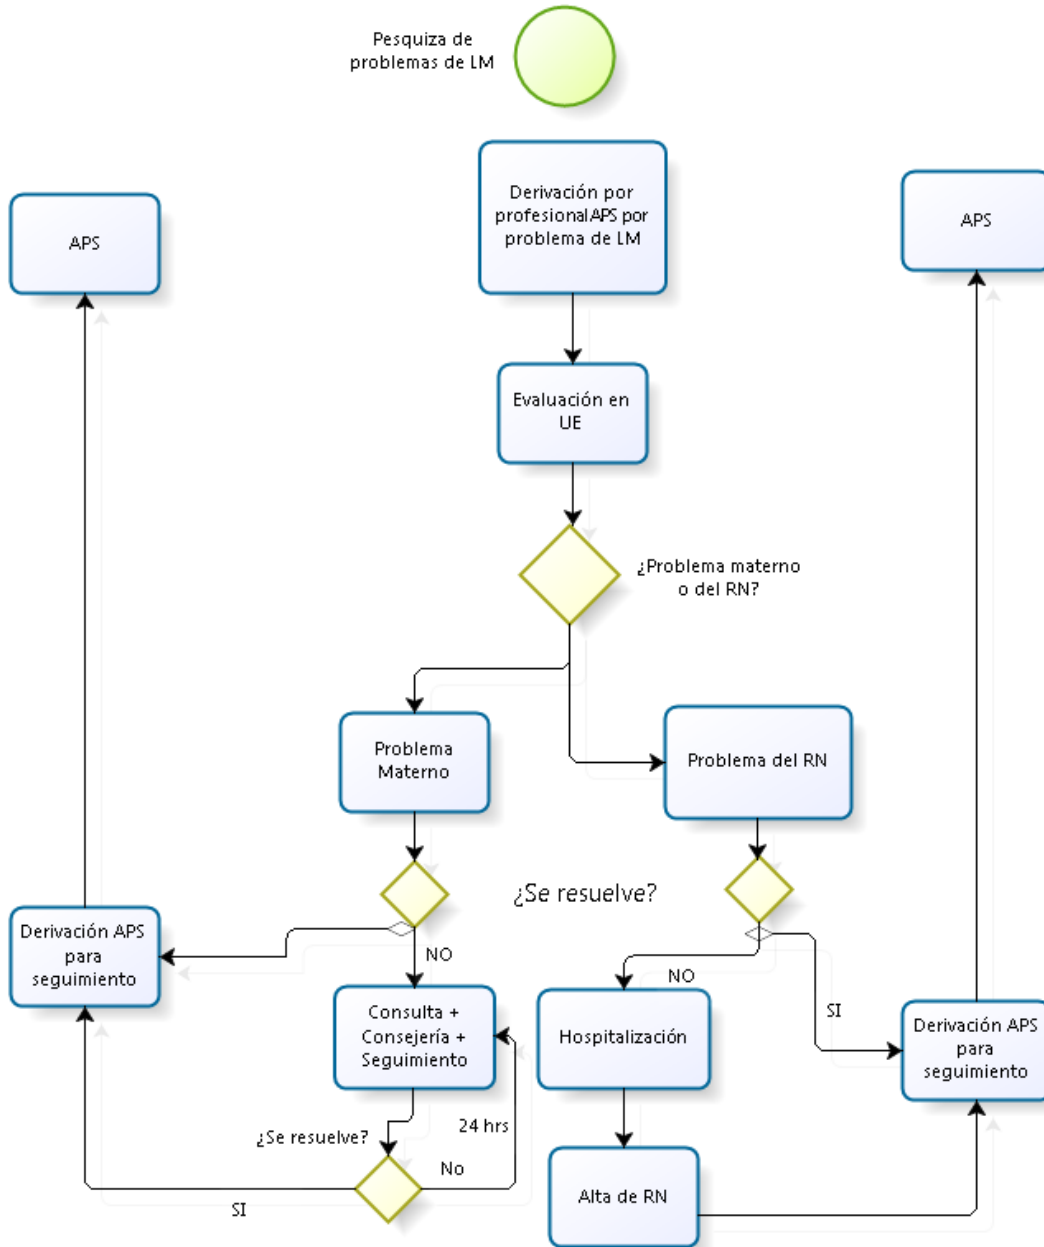 Pesquiza de
problemas de LM
Derivación por
profesional APS por
problema de LM
APS
APS
Evaluación en
UE
¿Problema materno
o del RN?
Problema
Materno
Problema del RN
¿Se resuelve?
Derivación APS
para
seguimiento
NO
NO
SI
Consulta +
Consejería +
Seguimiento
Hospitalización
Derivación APS
para
seguimiento
24 hrs
¿Se resuelve?
No
SI
Alta de RN